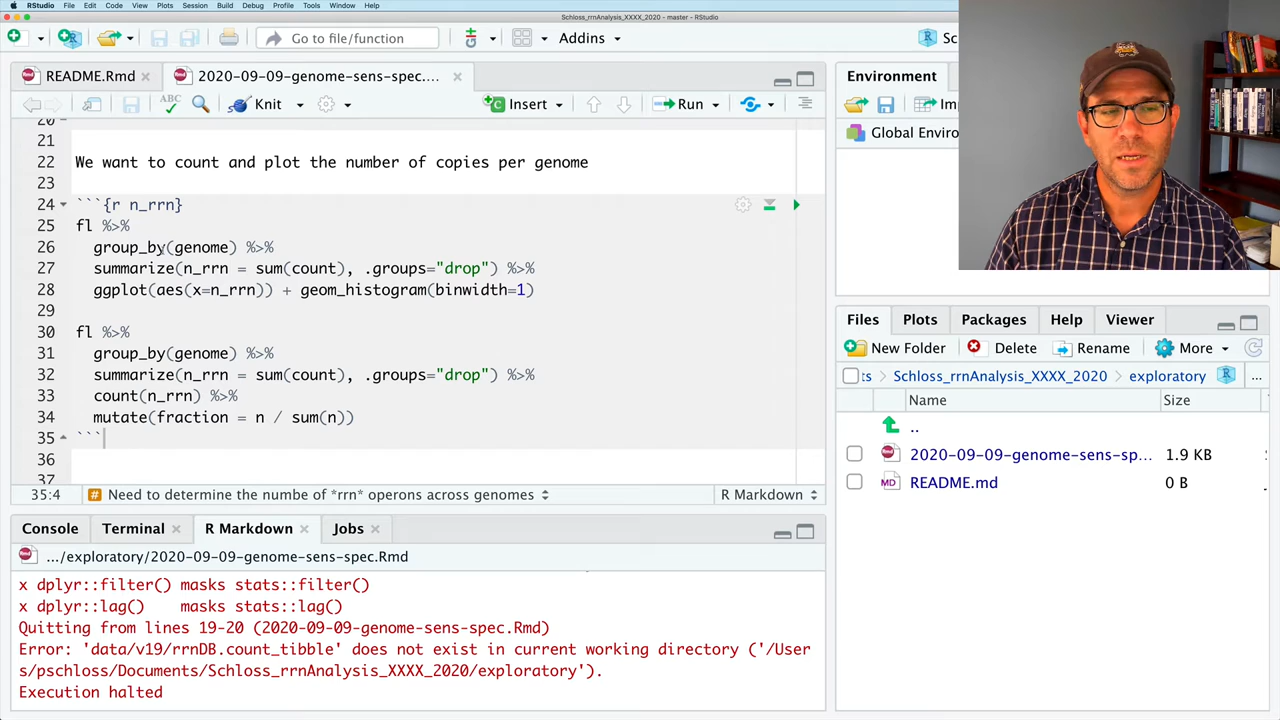 RStudio File Edit Code View Plots Session Build Debug Profile Tools Window Help
Schloss_rrnAnalysis_XXXX_2020 - master - RStudio
Go to file/function
Addins
Sc
README.Rmd
2020-09-09-genome-sens-spec....
ABC
Knit
Insert
Run
20
21
22 We want to count and plot the number of copies per genome
23
24 ```{r n_rrn}
25 fl %>%
26 group_by(genome) %>%
27 summarize(n_rrn = sum(count), .groups="drop") %>%
28 ggplot(aes(x=n_rrn)) + geom_histogram(binwidth=1)
29
30 fl %>%
31 group_by(genome) %>%
32 summarize(n_rrn = sum(count), .groups="drop") %>%
33 count(n_rrn) %>%
34 mutate(fraction = n / sum(n))
35 ```
36
37
35:4 # Need to determine the numbe of *rrn* operons across genomes
R Markdown
Console Terminal R Markdown Jobs
.../exploratory/2020-09-09-genome-sens-spec.Rmd
x dplyr::filter() masks stats::filter()
x dplyr::lag() masks stats::lag()
Quitting from lines 19-20 (2020-09-09-genome-sens-spec.Rmd)
Error: 'data/v19/rrnDB.count_tibble' does not exist in current working directory ('/User
s/pschloss/Documents/Schloss_rrnAnalysis_XXXX_2020/exploratory').
Execution halted
Environment
Imp
Global Enviro
Files Plots Packages Help Viewer
New Folder Delete Rename More
ts Schloss_rrnAnalysis_XXXX_2020 exploratory ...
Name Size
..
2020-09-09-genome-sens-sp... 1.9 KB
MD README.md 0 B